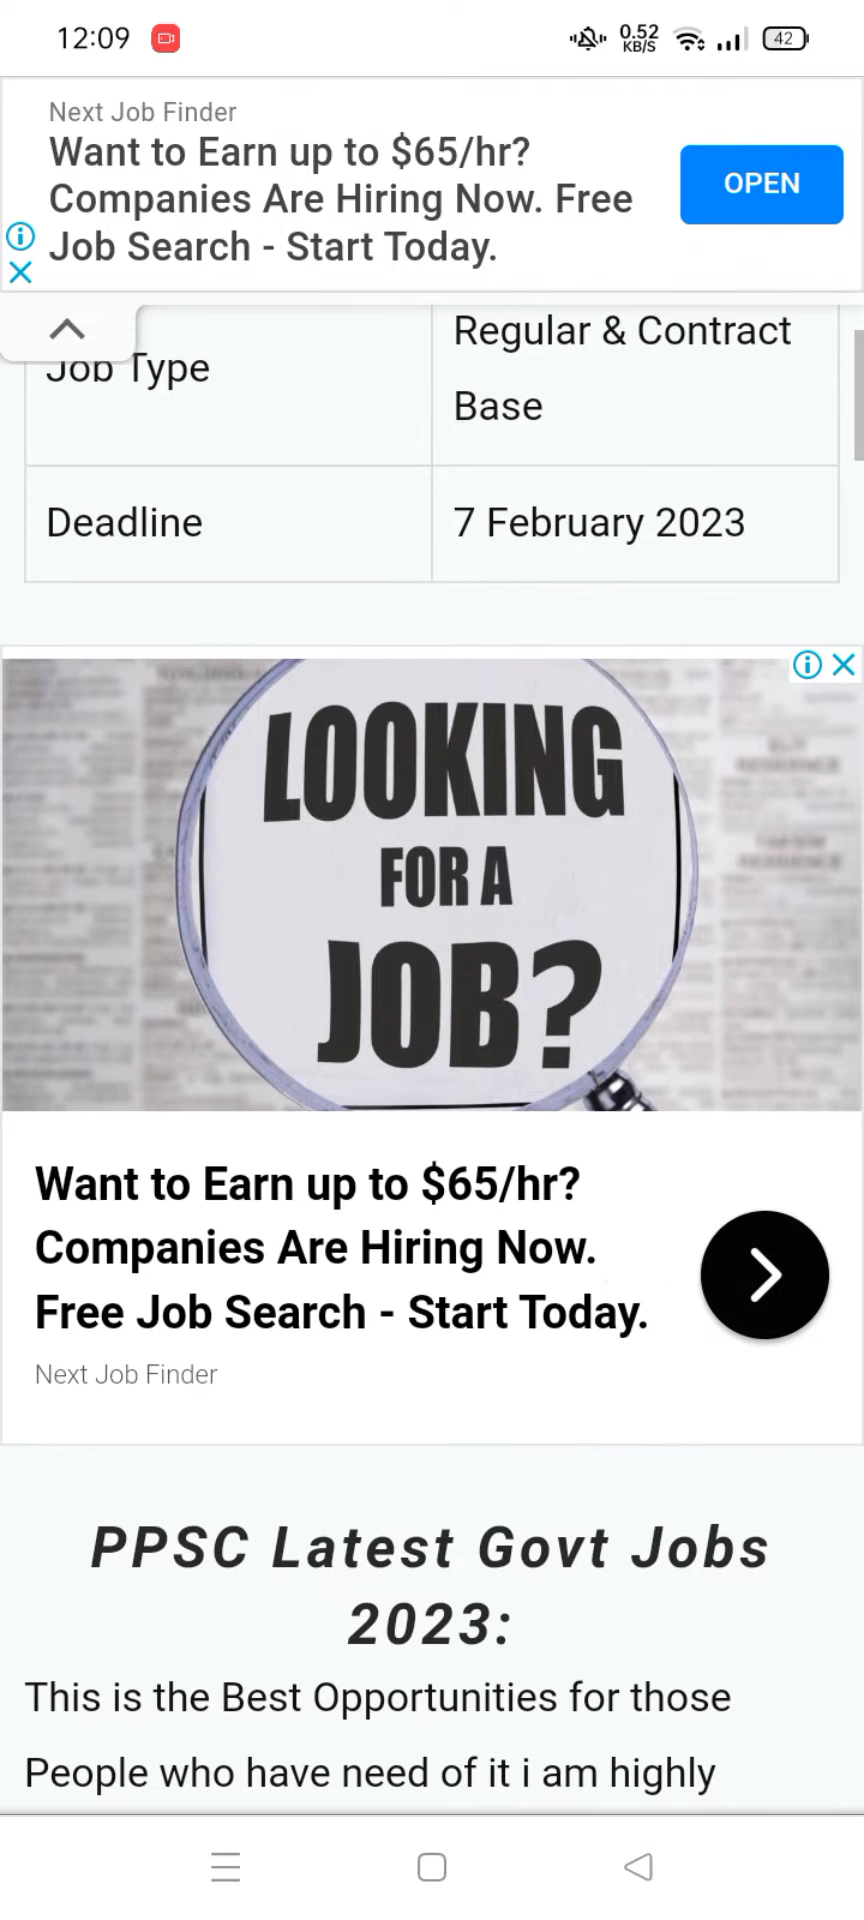 12:09
0.52
KB/S
42
Next Job Finder
Want to Earn up to $65/hr?
Companies Are Hiring Now. Free
Job Search - Start Today.
OPEN
Job Type
Regular & Contract
Base
Deadline
7 February 2023
LOOKING
FOR A
JOB?
Want to Earn up to $65/hr?
Companies Are Hiring Now.
Free Job Search - Start Today.
Next Job Finder
PPSC Latest Govt Jobs
2023:
This is the Best Opportunities for those
People who have need of it i am highly